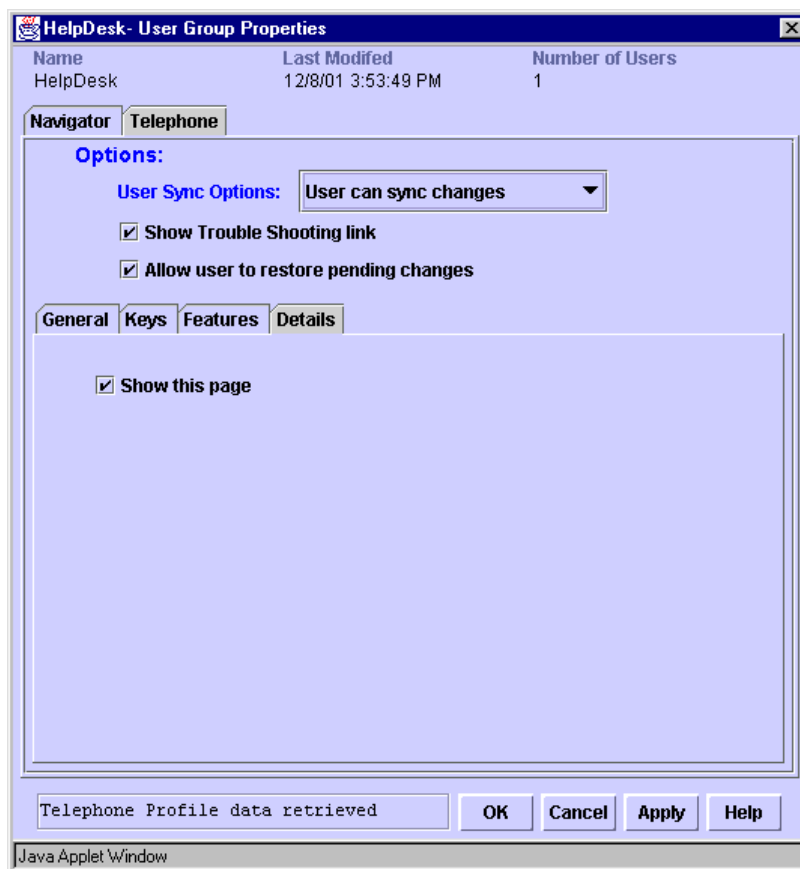 HelpDesk- User Group Properties
Name Last Modifed Number of Users
HelpDesk 12/8/01 3:53:49 PM 1
Navigator Telephone
Options:
User Sync Options: User can sync changes
Show Trouble Shooting link
Allow user to restore pending changes
General Keys Features Details
Show this page
Telephone Profile data retrieved OK Cancel Apply Help
Java Applet Window